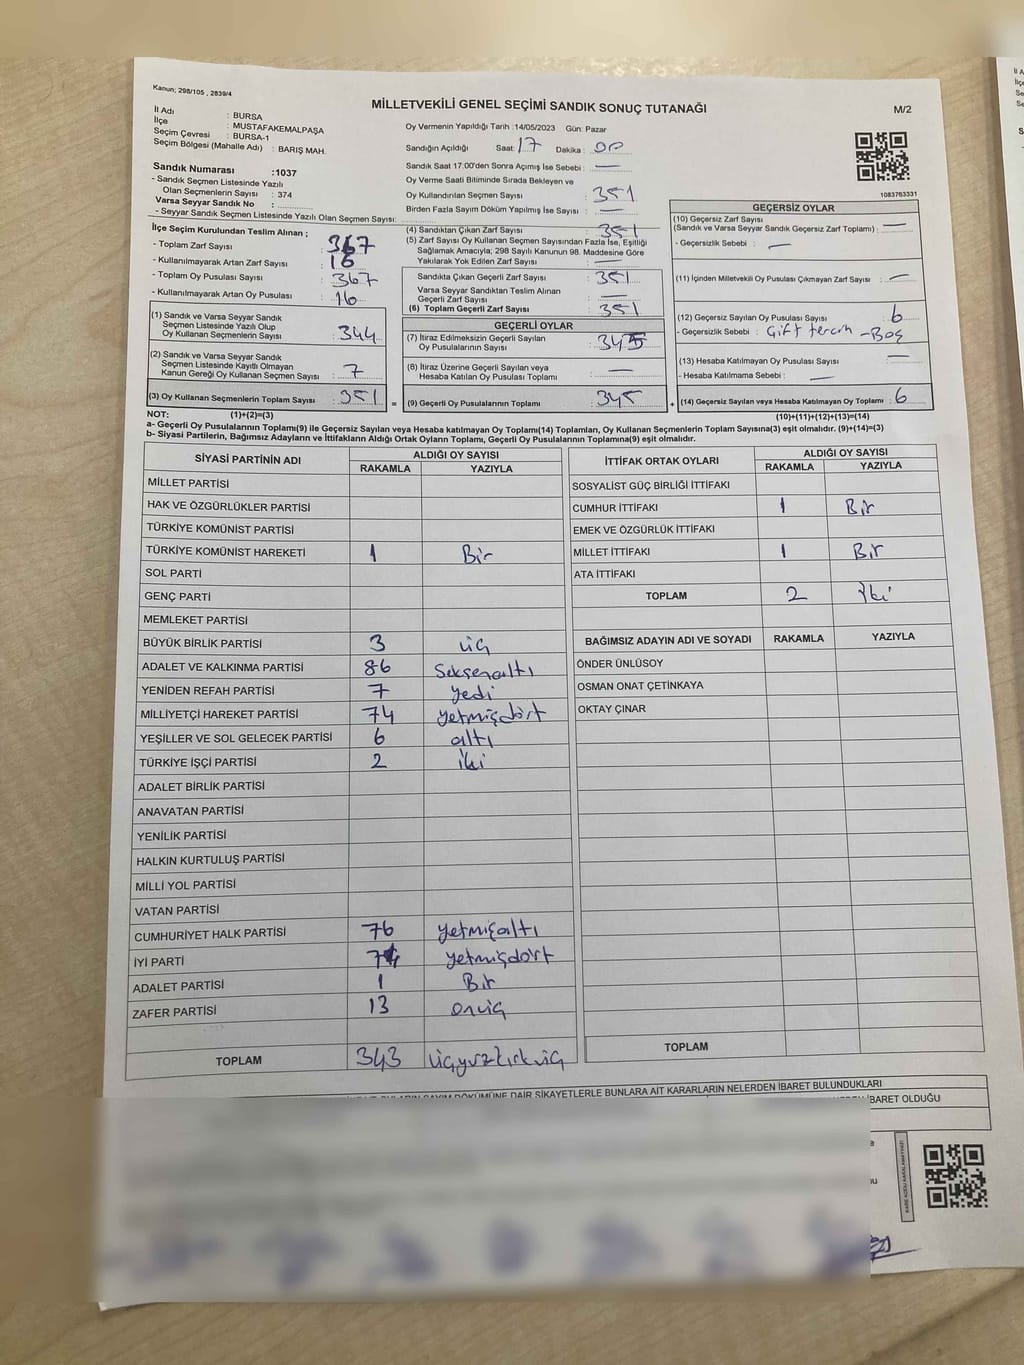 Kanun; 298/105 , 2839/4
MİLLETVEKİLİ GENEL SEÇİMİ SANDIK SONUÇ TUTANAĞI
M/2
İl Adı : BURSA
İlçe : MUSTAFAKEMALPAŞA
Seçim Çevresi : BURSA-1
Seçim Bölgesi (Mahalle Adı) : BARIŞ MAH.
Sandık Numarası :1037
- Sandık Seçmen Listesinde Yazılı
Olan Seçmenlerin Sayısı : 374
Varsa Seyyar Sandık No :
- Seyyar Sandık Seçmen Listesinde Yazılı Olan Seçmen Sayısı:
Oy Vermenin Yapıldığı Tarih :14/05/2023 Gün: Pazar
Sandığın Açıldığı Saat: 17 Dakika : 00
Sandık Saat 17:00'den Sonra Açımış İse Sebebi : —
Oy Verme Saati Bitiminde Sırada Bekleyen ve
Oy Kullandırılan Seçmen Sayısı : 351
Birden Fazla Sayım Döküm Yapılmış İse Sayısı : —
1083763331
İlçe Seçim Kurulundan Teslim Alınan ;
- Toplam Zarf Sayısı : 367
- Kullanılmayarak Artan Zarf Sayısı : 16
- Toplam Oy Pusulası Sayısı : 367
- Kullanılmayarak Artan Oy Pusulası : 16
(1) Sandık ve Varsa Seyyar Sandık
Seçmen Listesinde Yazılı Olup
Oy Kullanan Seçmenlerin Sayısı : 344
(2) Sandık ve Varsa Seyyar Sandık
Seçmen Listesinde Kayıtlı Olmayan
Kanun Gereği Oy Kullanan Seçmen Sayısı : 7
(3) Oy Kullanan Seçmenlerin Toplam Sayısı : 351 =
(4) Sandıktan Çıkan Zarf Sayısı : 351
(5) Zarf Sayısı Oy Kullanan Seçmen Sayısından Fazla İse, Eşitliği
Sağlamak Amacıyla; 298 Sayılı Kanunun 98. Maddesine Göre
Yakılarak Yok Edilen Zarf Sayısı : —
Sandıkta Çıkan Geçerli Zarf Sayısı : 351
Varsa Seyyar Sandıktan Teslim Alınan
Geçerli Zarf Sayısı : —
(6) Toplam Geçerli Zarf Sayısı : 351
GEÇERLİ OYLAR
(7) İtiraz Edilmeksizin Geçerli Sayılan
Oy Pusulalarının Sayısı : 345
(8) İtiraz Üzerine Geçerli Sayılan veya
Hesaba Katılan Oy Pusulası Toplamı : —
(9) Geçerli Oy Pusulalarının Toplamı : 345 +
GEÇERSİZ OYLAR
(10) Geçersiz Zarf Sayısı
(Sandık ve Varsa Seyyar Sandık Geçersiz Zarf Toplamı) : —
- Geçersizlik Sebebi : —
(11) İçinden Milletvekili Oy Pusulası Çıkmayan Zarf Sayısı : —
(12) Geçersiz Sayılan Oy Pusulası Sayısı : 6
- Geçersizlik Sebebi : Çift tercih - Boş
(13) Hesaba Katılmayan Oy Pusulası Sayısı : —
- Hesaba Katılmama Sebebi : —
(14) Geçersiz Sayılan veya Hesaba Katılmayan Oy Toplamı : 6
NOT: (1)+(2)=(3) (10)+(11)+(12)+(13)=(14)
a- Geçerli Oy Pusulalarının Toplamı(9) ile Geçersiz Sayılan veya Hesaba katılmayan Oy Toplamı(14) Toplamları, Oy Kullanan Seçmenlerin Toplam Sayısına(3) eşit olmalıdır. (9)+(14)=(3)
b- Siyasi Partilerin, Bağımsız Adayların ve İttifakların Aldığı Ortak Oyların Toplamı, Geçerli Oy Pusulalarının Toplamına(9) eşit olmalıdır.
SİYASİ PARTİNİN ADI ALDIĞI OY SAYISI
RAKAMLA YAZIYLA
MİLLET PARTİSİ
HAK VE ÖZGÜRLÜKLER PARTİSİ
TÜRKİYE KOMÜNİST PARTİSİ
TÜRKİYE KOMÜNİST HAREKETİ 1 Bir
SOL PARTİ
GENÇ PARTİ
MEMLEKET PARTİSİ
BÜYÜK BİRLİK PARTİSİ 3 üç
ADALET VE KALKINMA PARTİSİ 86 Seksenaltı
YENİDEN REFAH PARTİSİ 7 yedi
MİLLİYETÇİ HAREKET PARTİSİ 74 yetmişdört
YEŞİLLER VE SOL GELECEK PARTİSİ 6 altı
TÜRKİYE İŞÇİ PARTİSİ 2 iki
ADALET BİRLİK PARTİSİ
ANAVATAN PARTİSİ
YENİLİK PARTİSİ
HALKIN KURTULUŞ PARTİSİ
MİLLİ YOL PARTİSİ
VATAN PARTİSİ
CUMHURİYET HALK PARTİSİ 76 yetmişaltı
İYİ PARTİ 74 yetmişdört
ADALET PARTİSİ 1 Bir
ZAFER PARTİSİ 13 onüç
TOPLAM 343 üçyüzkırküç
İTTİFAK ORTAK OYLARI ALDIĞI OY SAYISI
RAKAMLA YAZIYLA
SOSYALİST GÜÇ BİRLİĞİ İTTİFAKI
CUMHUR İTTİFAKI 1 Bir
EMEK VE ÖZGÜRLÜK İTTİFAKI
MİLLET İTTİFAKI 1 Bir
ATA İTTİFAKI
TOPLAM 2 iki
BAĞIMSIZ ADAYIN ADI VE SOYADI RAKAMLA YAZIYLA
ÖNDER ÜNLÜSOY
OSMAN ONAT ÇETİNKAYA
OKTAY ÇINAR
TOPLAM
DÖKÜMÜNE DAİR ŞİKAYETLERLE BUNLARA AİT KARARLARIN NELERDEN İBARET BULUNDUKLARI
İBARET OLDUĞU